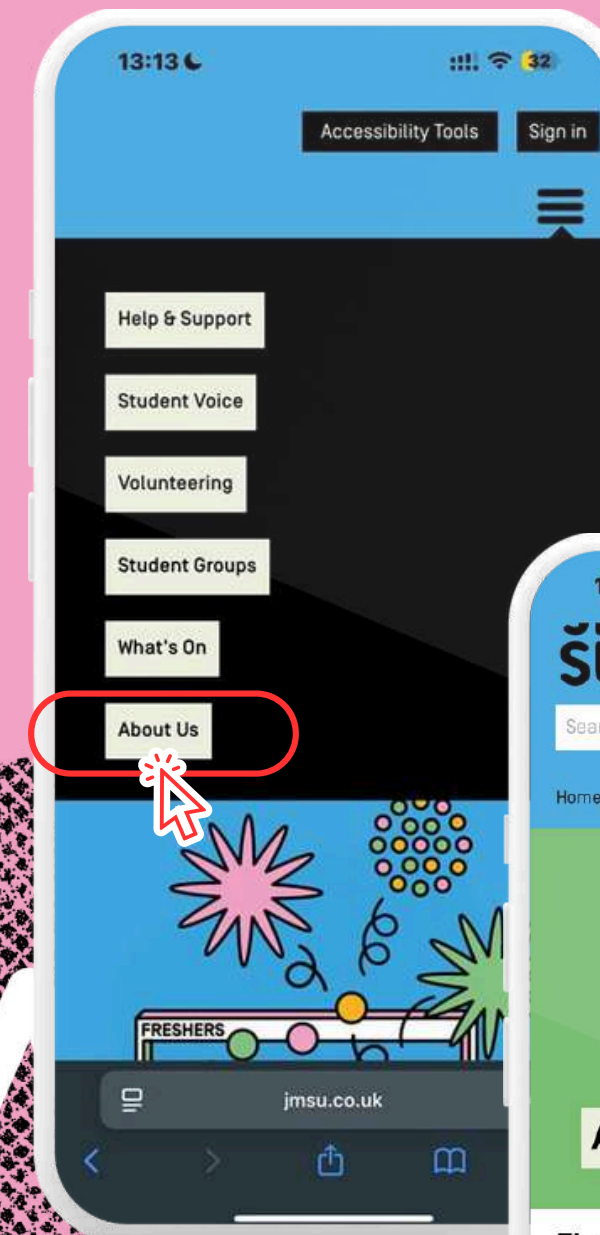 13:13
32
Accessibility Tools
Sign in
Help & Support
Student Voice
Volunteering
Student Groups
What's On
About Us
FRESHERS
jmsu.co.uk
Home